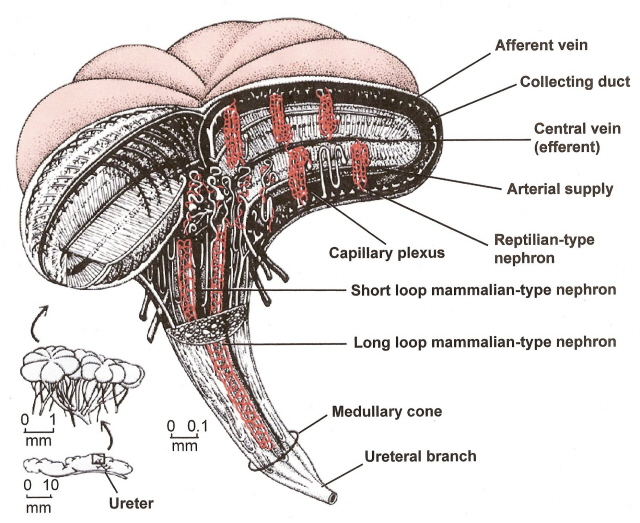 Afferent vein
Collecting duct
Central vein
(efferent)
Arterial supply
Reptilian-type
nephron
Capillary plexus
Short loop mammalian-type nephron
Long loop mammalian-type nephron
Medullary cone
Ureteral branch
0 1
mm
0 0.1
mm
0 10
mm
Ureter